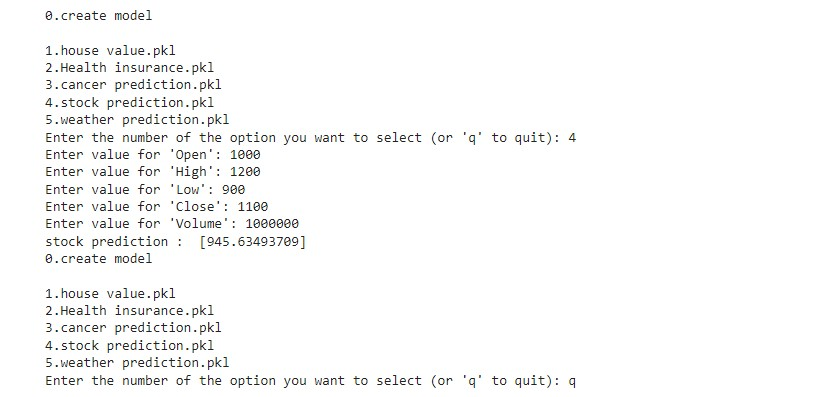 0.create model
1.house value.pkl
2.Health insurance.pkl
3.cancer prediction.pkl
4.stock prediction.pkl
5.weather prediction.pkl
Enter the number of the option you want to select (or 'q' to quit): 4
Enter value for 'Open': 1000
Enter value for 'High': 1200
Enter value for 'Low': 900
Enter value for 'Close': 1100
Enter value for 'Volume': 1000000
stock prediction :  [945.63493709]
0.create model
1.house value.pkl
2.Health insurance.pkl
3.cancer prediction.pkl
4.stock prediction.pkl
5.weather prediction.pkl
Enter the number of the option you want to select (or 'q' to quit): q